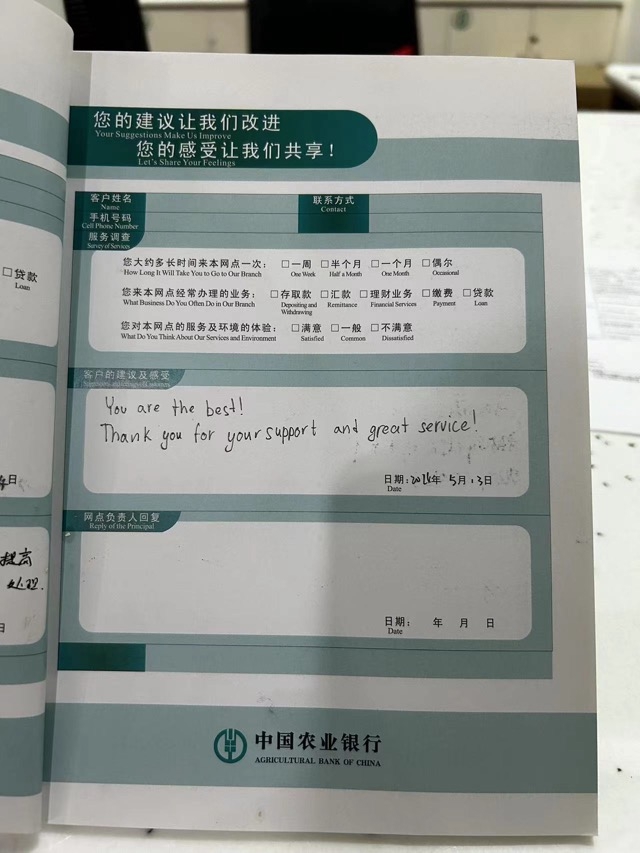 您的建议让我们改进
Your Suggestions Make Us Improve
您的感受让我们共享！
Let's Share Your Feelings
客户姓名
Name
联系方式
Contact
手机号码
Cell Phone Number
服务调查
Survey of Services
您大约多长时间来本网点一次： □一周 □半个月 □一个月 □偶尔
How Long It Will Take You to Go to Our Branch One Week Half a Month One Month Occasional
您来本网点经常办理的业务： □存取款 □汇款 □理财业务 □缴费 □贷款
What Business Do You Often Do in Our Branch Depositing and Withdrawing Remittance Financial Services Payment Loan
您对本网点的服务及环境的体验： □满意 □一般 □不满意
What Do You Think About Our Services and Environment Satisfied Common Dissatisfied
客户的建议及感受
You are the best!
Thank you for your support and great service!
日期：2024年 5月13日
Date
网点负责人回复
Reply of the Principal
日期： 年 月 日
Date
中国农业银行
AGRICULTURAL BANK OF CHINA
□贷款
Loan
日
提高
处理.
日